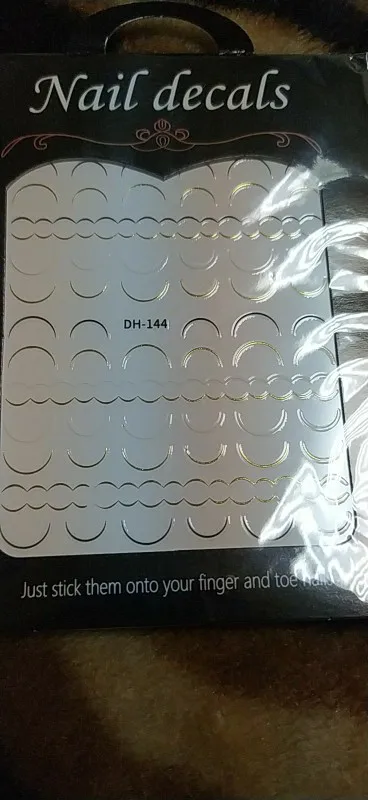 Nail decals
DH-144
Just stick them onto your finger and toe